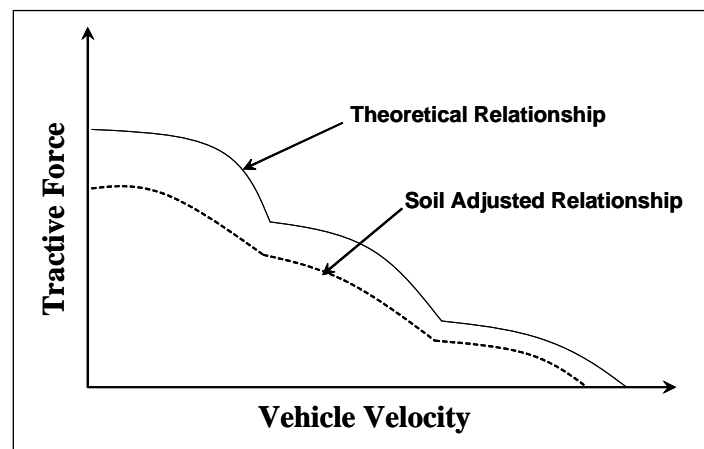 Theoretical Relationship
Soil Adjusted Relationship
Tractive Force
Vehicle Velocity